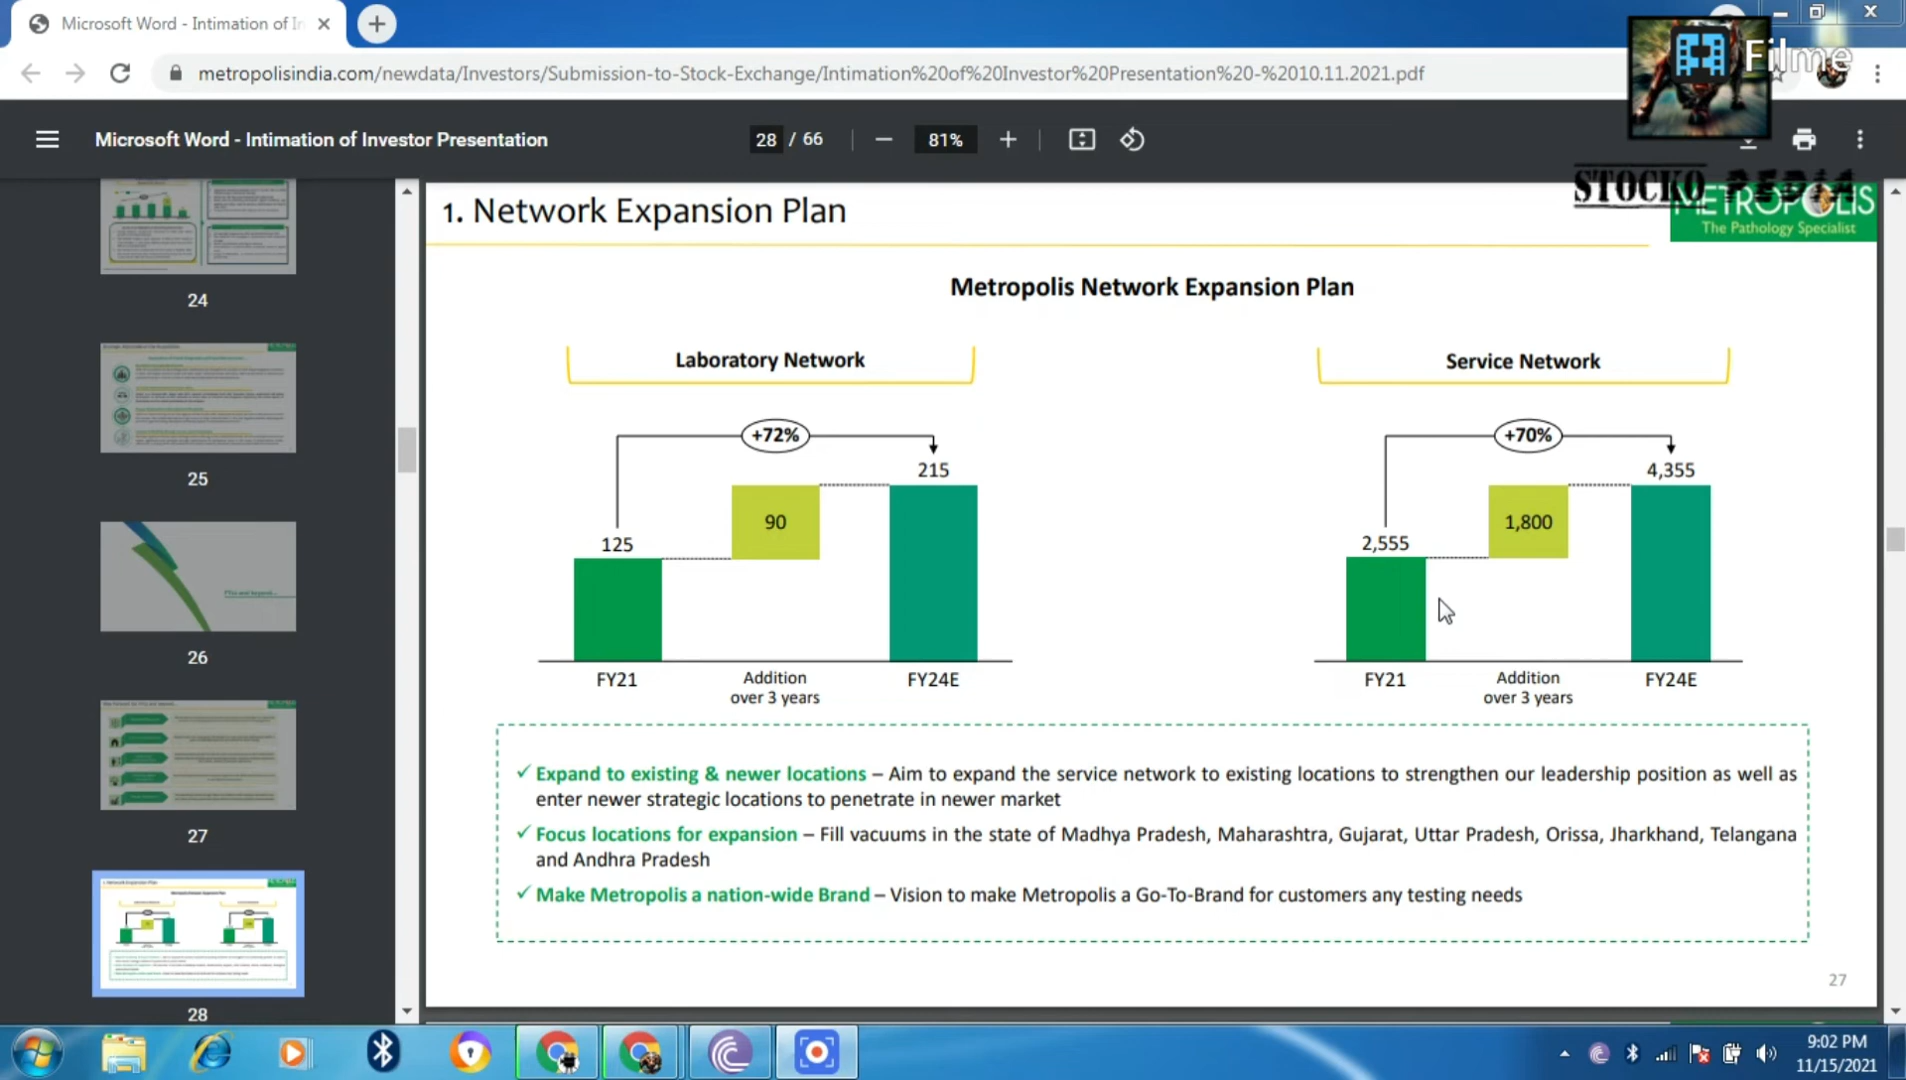 Microsoft Word - Intimation of In
metropolisindia.com/newdata/Investors/Submission-to-Stock-Exchange/Intimation%20of%20Investor%20Presentation%20-%2010.11.2021.pdf
Filme
Microsoft Word - Intimation of Investor Presentation
28 / 66
81%
STOCKO PEDIA
METROPOLIS
The Pathology Specialist
24
25
26
27
28
1. Network Expansion Plan
Metropolis Network Expansion Plan
Laboratory Network
Service Network
+72%
+70%
215
4,355
90
1,800
125
2,555
FY21
Addition
over 3 years
FY24E
FY21
Addition
over 3 years
FY24E
✓ Expand to existing & newer locations – Aim to expand the service network to existing locations to strengthen our leadership position as well as
enter newer strategic locations to penetrate in newer market
✓ Focus locations for expansion – Fill vacuums in the state of Madhya Pradesh, Maharashtra, Gujarat, Uttar Pradesh, Orissa, Jharkhand, Telangana
and Andhra Pradesh
✓ Make Metropolis a nation-wide Brand – Vision to make Metropolis a Go-To-Brand for customers any testing needs
27
9:02 PM
11/15/2021